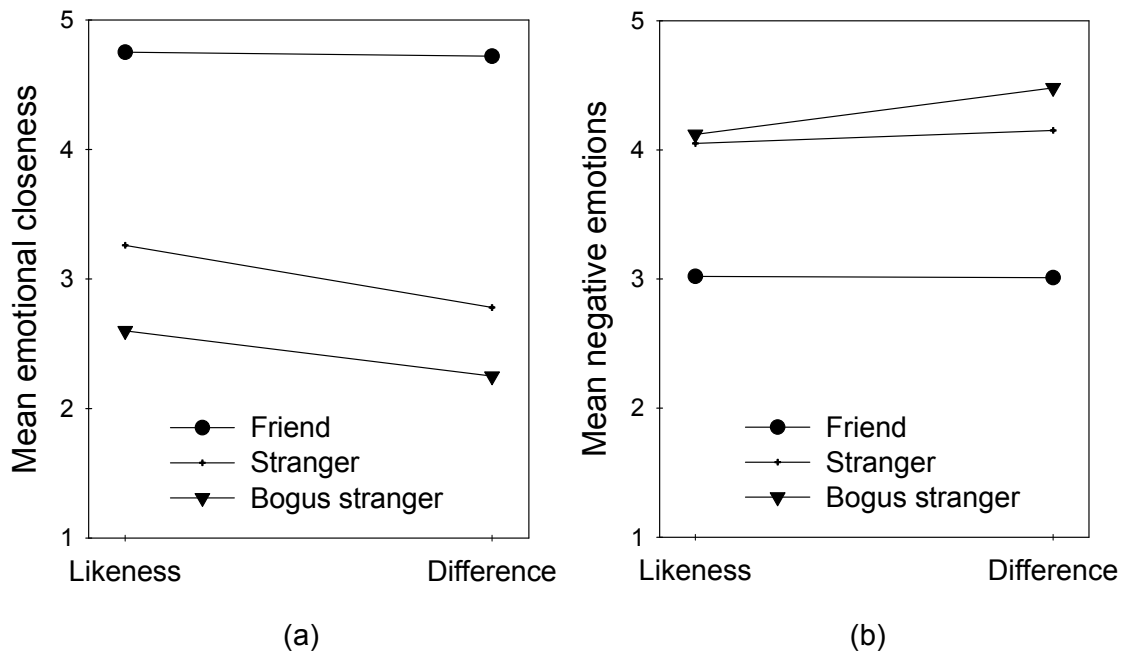 Mean emotional closeness
5
4
3
2
1
Friend
Stranger
Bogus stranger
Likeness
Difference
(a)
Mean negative emotions
5
4
3
2
1
Friend
Stranger
Bogus stranger
Likeness
Difference
(b)